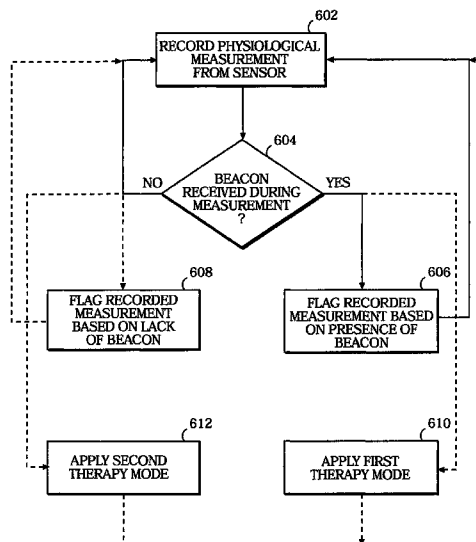 602
RECORD PHYSIOLOGICAL
MEASUREMENT
FROM SENSOR
604
NO
BEACON
RECEIVED DURING
MEASUREMENT
?
YES
608
FLAG RECORDED
MEASUREMENT
BASED ON LACK
OF BEACON
606
FLAG RECORDED
MEASUREMENT BASED
ON PRESENCE OF
BEACON
612
APPLY SECOND
THERAPY MODE
610
APPLY FIRST
THERAPY MODE